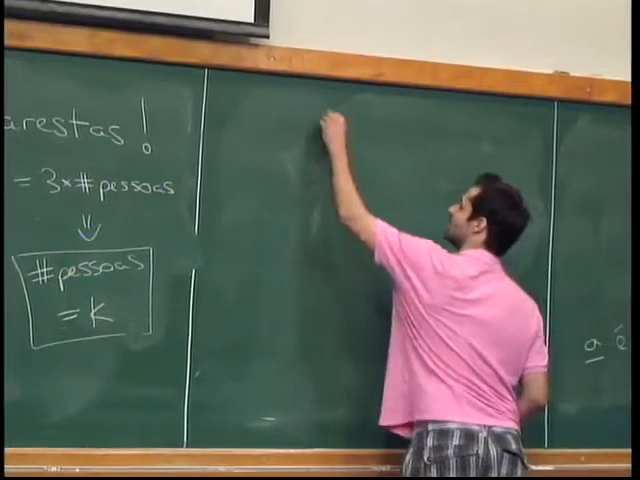 arestas!
= 3*#pessoas
#pessoas
= k
a é